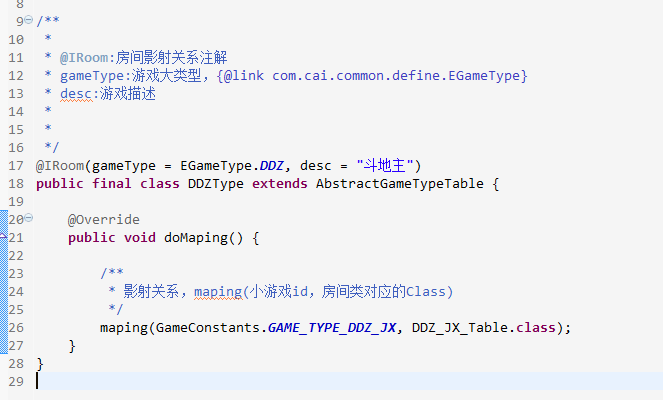 8
9 /**
10  *
11  * @IRoom:房间影射关系注解
12  * gameType:游戏大类型，{@link com.cai.common.define.EGameType}
13  * desc:游戏描述
14  *
15  *
16  */
17 @IRoom(gameType = EGameType.DDZ, desc = "斗地主")
18 public final class DDZType extends AbstractGameTypeTable {
19
20     @Override
21     public void doMaping() {
22
23         /**
24          * 影射关系，maping(小游戏id，房间类对应的Class)
25          */
26         maping(GameConstants.GAME_TYPE_DDZ_JX, DDZ_JX_Table.class);
27     }
28 }
29